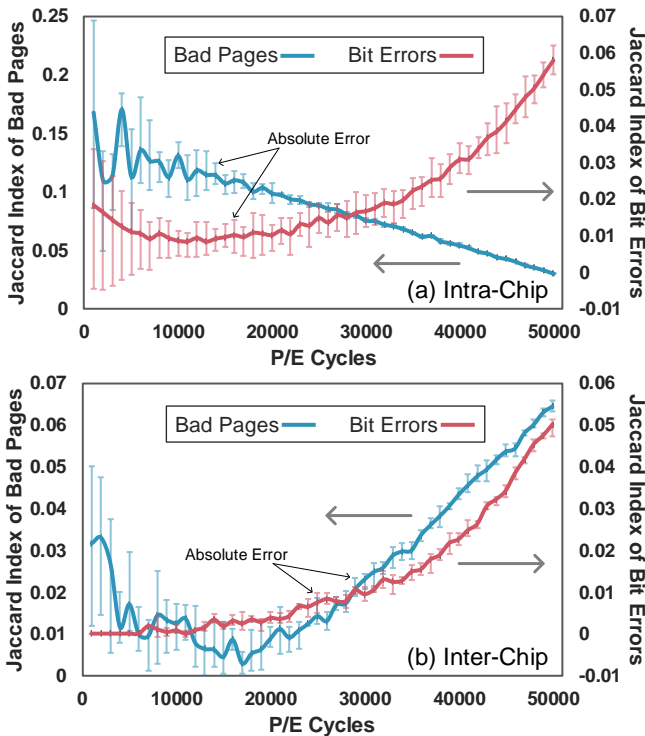 0.25
0.2
0.15
0.1
0.05
0
Jaccard Index of Bad Pages
Bad Pages
Bit Errors
Absolute Error
(a) Intra-Chip
0.07
0.06
0.05
0.04
0.03
0.02
0.01
0
-0.01
Jaccard Index of
Bit Errors
0
10000
20000
30000
40000
50000
P/E Cycles
0.07
0.06
0.05
0.04
0.03
0.02
0.01
0
Jaccard Index of Bad Pages
Bad Pages
Bit Errors
Absolute Error
(b) Inter-Chip
0.06
0.05
0.04
0.03
0.02
0.01
0
-0.01
Jaccard Index of
Bit Errors
0
10000
20000
30000
40000
50000
P/E Cycles